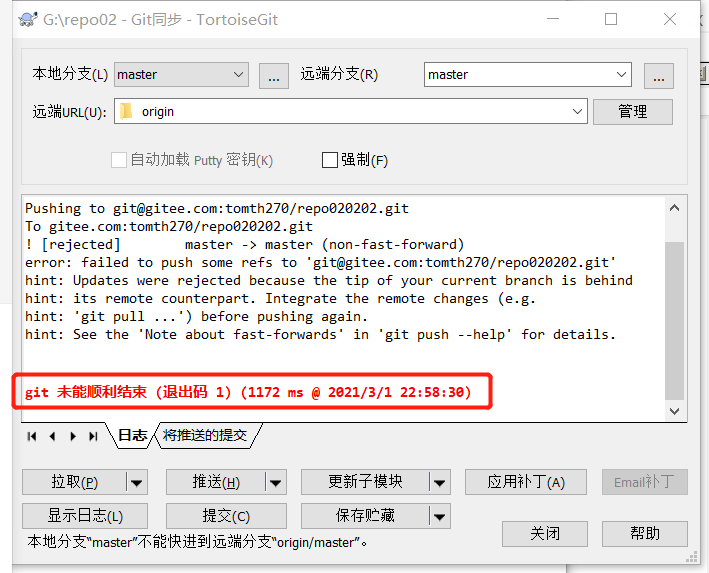 G:\repo02 - Git同步 - TortoiseGit
本地分支(L) master ... 远端分支(R) master ...
远端URL(U): origin 管理
自动加载 Putty 密钥(K) 强制(F)
Pushing to git@gitee.com:tomth270/repo020202.git
To gitee.com:tomth270/repo020202.git
! [rejected] master -> master (non-fast-forward)
error: failed to push some refs to 'git@gitee.com:tomth270/repo020202.git'
hint: Updates were rejected because the tip of your current branch is behind
hint: its remote counterpart. Integrate the remote changes (e.g.
hint: 'git pull ...') before pushing again.
hint: See the 'Note about fast-forwards' in 'git push --help' for details.
git 未能顺利结束 (退出码 1) (1172 ms @ 2021/3/1 22:58:30)
日志 将推送的提交
拉取(P) 推送(H) 更新子模块 应用补丁(A) Email补丁
显示日志(L) 提交(C) 保存贮藏
关闭 帮助
本地分支“master”不能快进到远端分支“origin/master”。